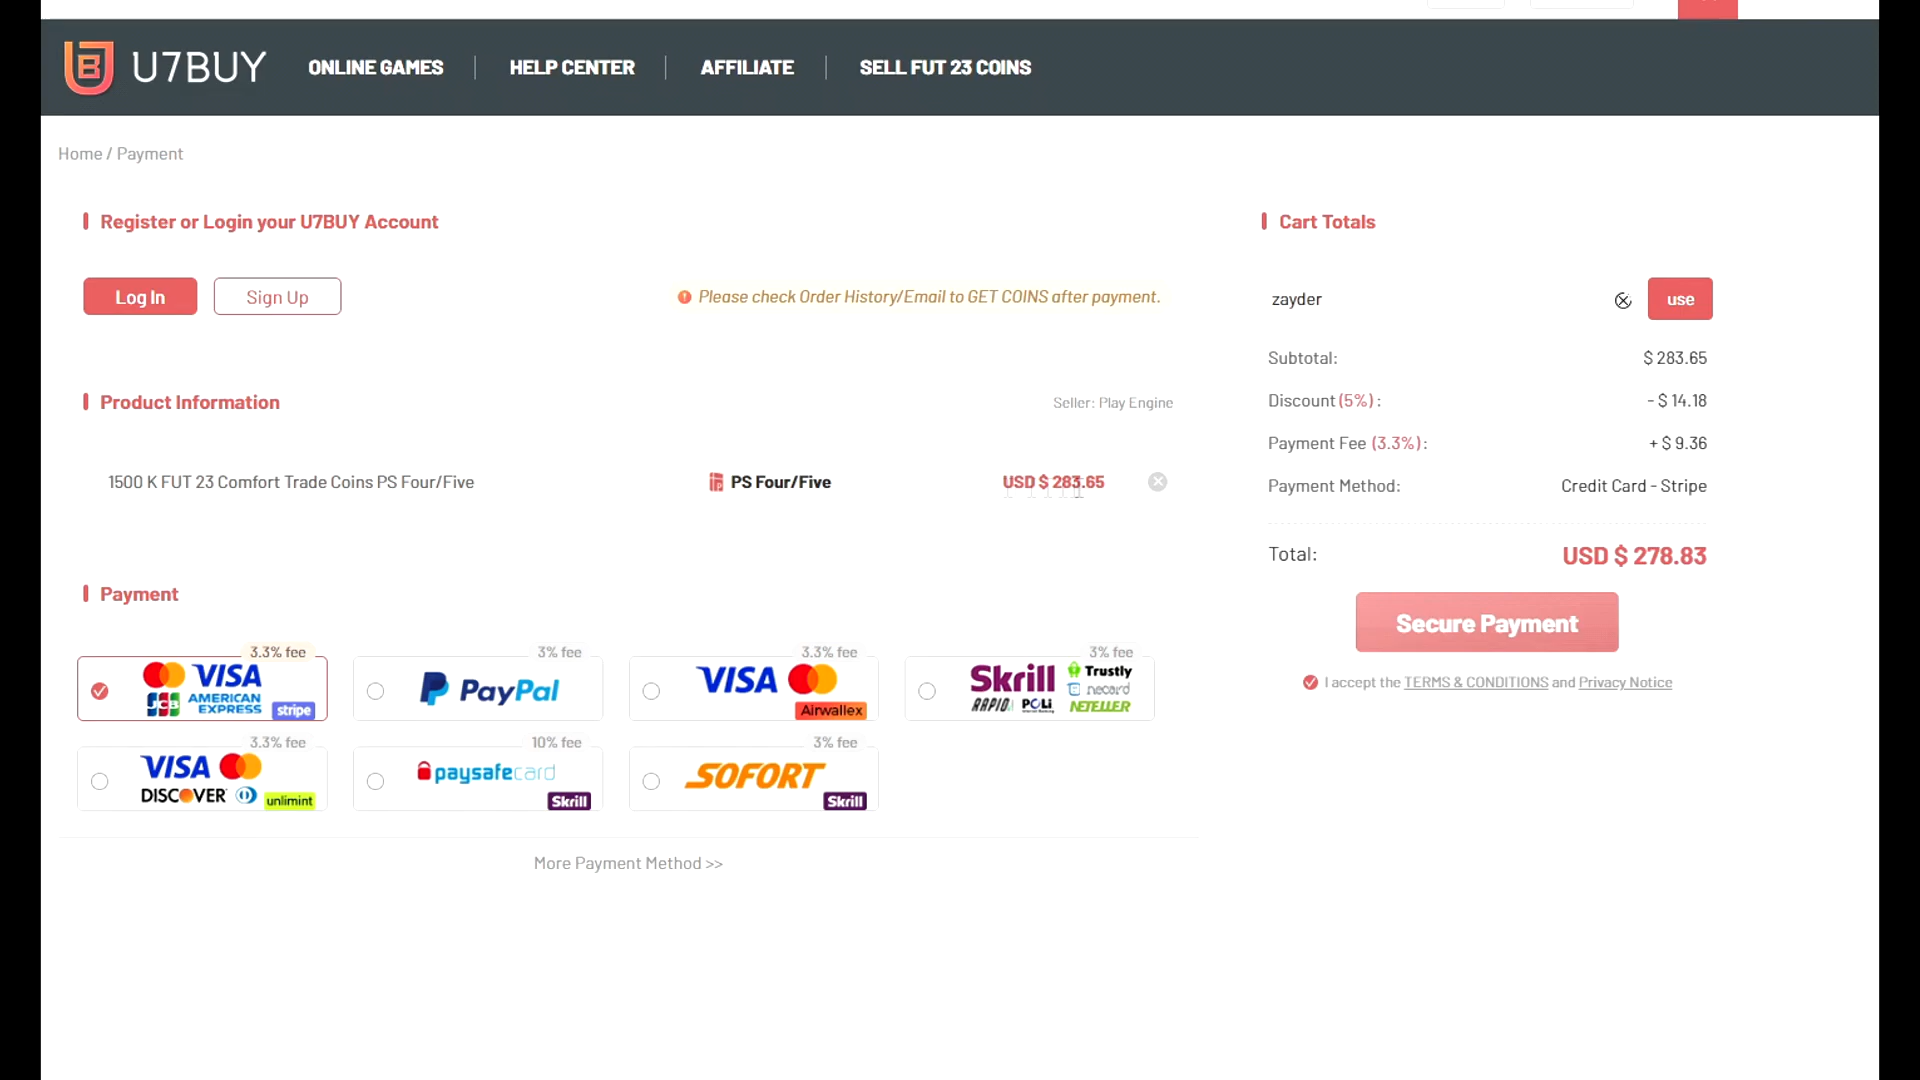 U7BUY
ONLINE GAMES
HELP CENTER
AFFILIATE
SELL FUT 23 COINS
Home / Payment
Register or Login your U7BUY Account
Log In
Sign Up
Please check Order History/Email to GET COINS after payment.
Product Information
Seller: Play Engine
1500 K FUT 23 Comfort Trade Coins PS Four/Five
PS Four/Five
USD $ 283.65
Payment
3.3% fee
VISA
JCB
AMERICAN EXPRESS
stripe
3% fee
PayPal
3.3% fee
VISA
Airwallex
3% fee
Skrill
Trustly
necard
RAPID
POLi
NETELLER
3.3% fee
VISA
DISCOVER
unlimint
10% fee
paysafecard
Skrill
3% fee
SOFORT
Skrill
More Payment Method >>
Cart Totals
zayder
use
Subtotal: $ 283.65
Discount (5%) : - $ 14.18
Payment Fee (3.3%) : + $ 9.36
Payment Method: Credit Card - Stripe
Total: USD $ 278.83
Secure Payment
I accept the TERMS & CONDITIONS and Privacy Notice